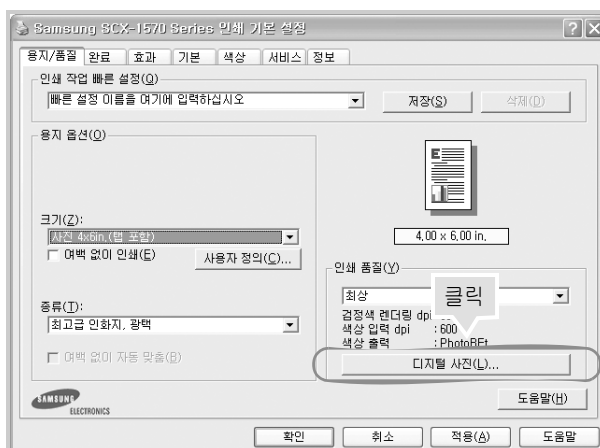 Samsung SCX-1570 Series 인쇄 기본 설정
용지/품질 완료 효과 기본 색상 서비스 정보
인쇄 작업 빠른 설정(Q)
빠른 설정 이름을 여기에 입력하십시오
저장(S) 삭제(D)
용지 옵션(O)
크기(Z):
사진 4x6in.(탭 포함)
4.00 x 6.00 in.
여백 없이 인쇄(E)
사용자 정의(C)...
인쇄 품질(Y)
최상
클릭
종류(T):
최고급 인화지, 광택
검정색 렌더링 dpi
색상 입력 dpi : 600
색상 출력 : PhotoREt
여백 없이 자동 맞춤(B)
디지털 사진(L)...
SAMSUNG
ELECTRONICS
도움말(H)
확인 취소 적용(A) 도움말